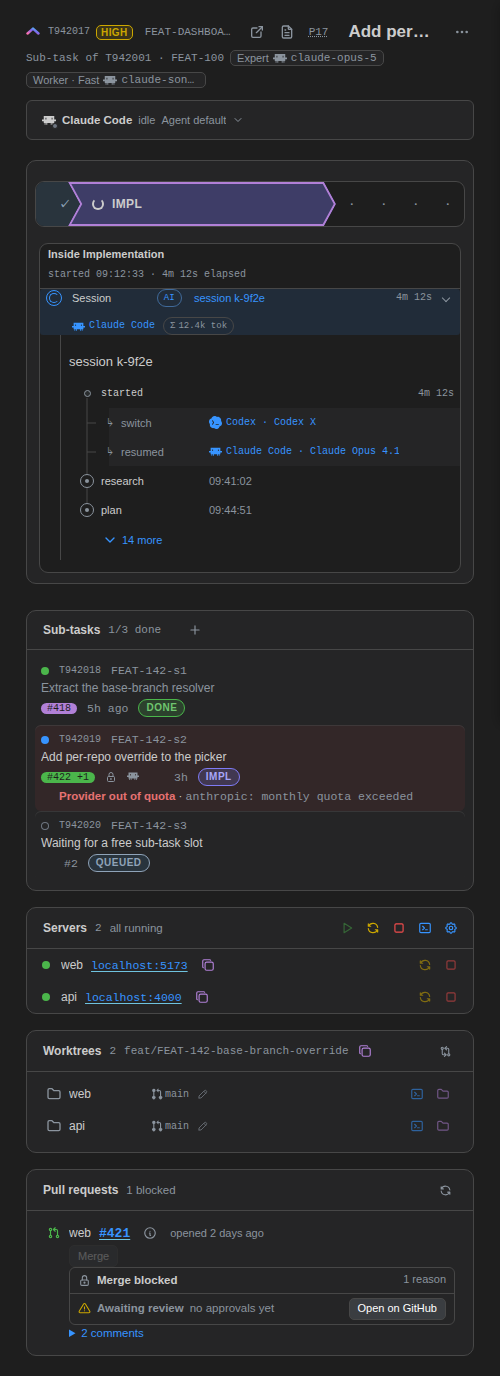 T942017 HIGH FEAT-DASHBOA… P17 Add per… ···
Sub-task of T942001 · FEAT-100 Expert claude-opus-5
Worker · Fast claude-son…
Claude Code idle Agent default
✓ IMPL · · · ·
Inside Implementation
started 09:12:33 · 4m 12s elapsed
Session AI session k-9f2e 4m 12s
Claude Code Σ 12.4k tok
session k-9f2e
started 4m 12s
↳ switch Codex · Codex X
↳ resumed Claude Code · Claude Opus 4.1
research 09:41:02
plan 09:44:51
14 more
Sub-tasks 1/3 done +
T942018 FEAT-142-s1
Extract the base-branch resolver
#418 5h ago DONE
T942019 FEAT-142-s2
Add per-repo override to the picker
#422 +1 3h IMPL
Provider out of quota · anthropic: monthly quota exceeded
T942020 FEAT-142-s3
Waiting for a free sub-task slot
#2 QUEUED
Servers 2 all running
web localhost:5173
api localhost:4000
Worktrees 2 feat/FEAT-142-base-branch-override
web main
api main
Pull requests 1 blocked
web #421 opened 2 days ago
Merge
Merge blocked 1 reason
Awaiting review no approvals yet Open on GitHub
2 comments